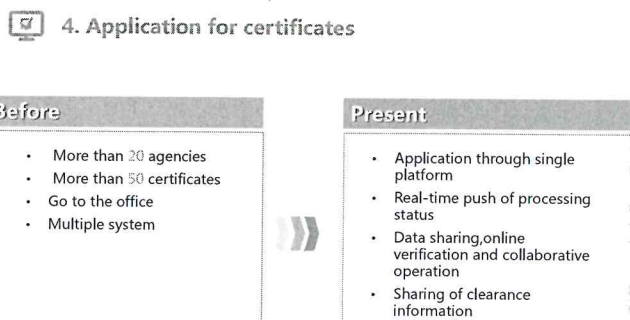 4. Application for certificates
Before
• More than 20 agencies
• More than 50 certificates
• Go to the office
• Multiple system
Present
• Application through single
platform
• Real-time push of processing
status
• Data sharing,online
verification and collaborative
operation
• Sharing of clearance
information